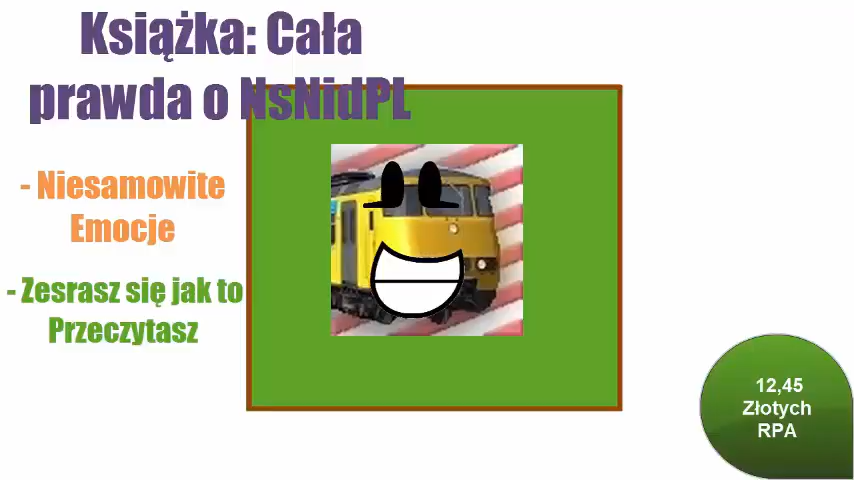 Książka: Cała
prawda o NsNidPL
- Niesamowite
Emocje
- Zesrasz się jak to
Przeczytasz
12,45
Złotych
RPA